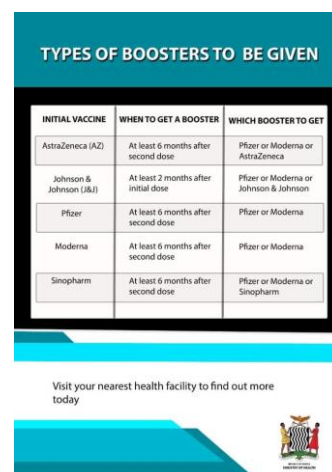 TYPES OF BOOSTERS TO BE GIVEN
INITIAL VACCINE
WHEN TO GET A BOOSTER
WHICH BOOSTER TO GET
AstraZeneca (AZ)
At least 6 months after
second dose
Pfizer or Moderna or
AstraZeneca
Johnson &
Johnson (J&J)
At least 2 months after
initial dose
Pfizer or Moderna or
Johnson & Johnson
Pfizer
At least 6 months after
second dose
Pfizer or Moderna
Moderna
At least 6 months after
second dose
Pfizer or Moderna
Sinopharm
At least 6 months after
second dose
Pfizer or Moderna or
Sinopharm
Visit your nearest health facility to find out more
today
MINISTRY OF HEALTH